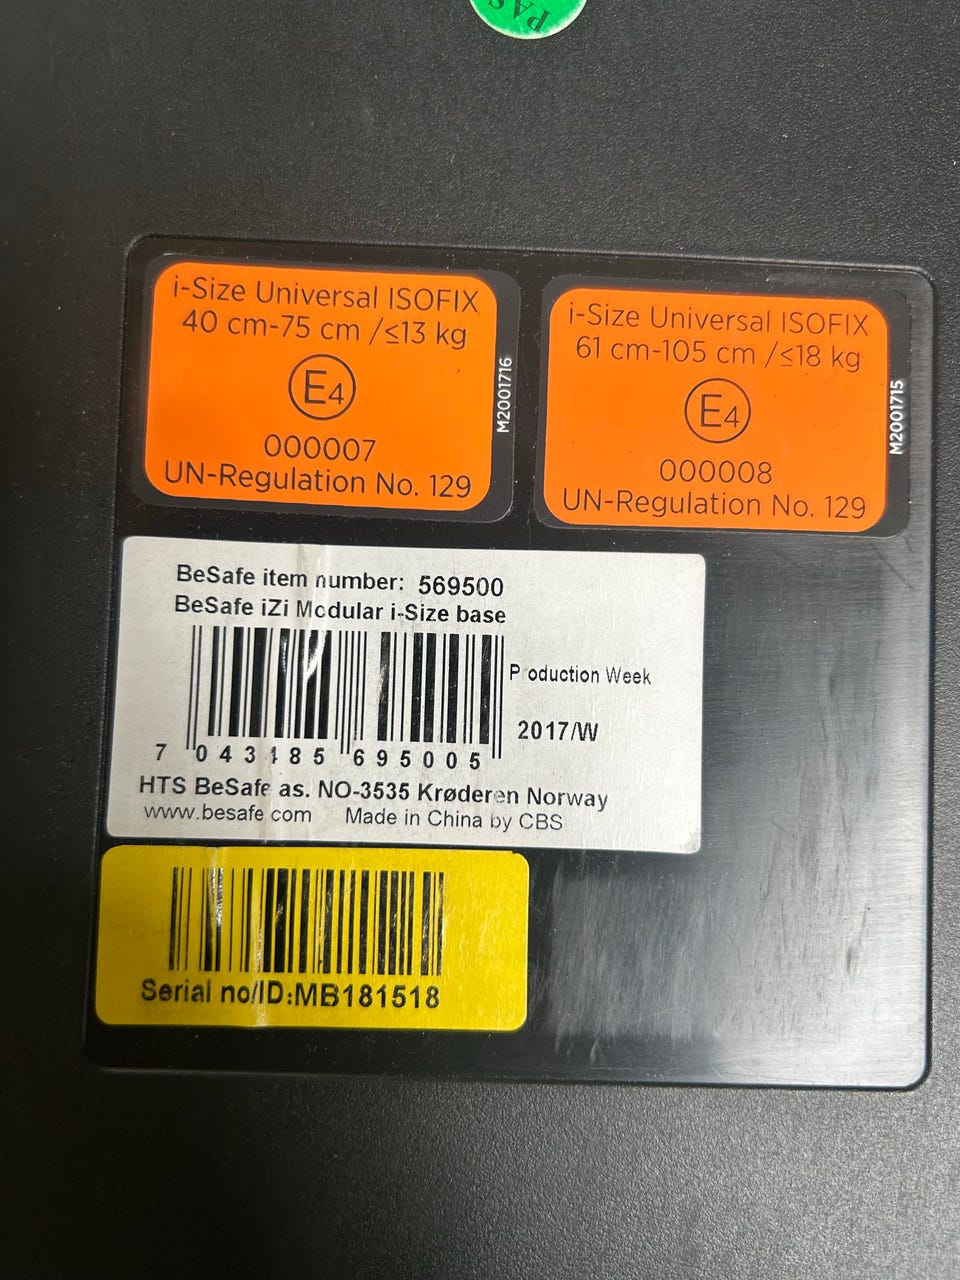 PAS
i-Size Universal ISOFIX
40 cm-75 cm /≤13 kg
E4
000007
UN-Regulation No. 129
M2001716
i-Size Universal ISOFIX
61 cm-105 cm /≤18 kg
E4
000008
UN-Regulation No. 129
M2001715
BeSafe item number: 569500
BeSafe iZi Modular i-Size base
P oduction Week
2017/W
7 043485 695005
HTS BeSafe as. NO-3535 Krøderen Norway
www.besafe.com Made in China by CBS
Serial no/ID:MB181518